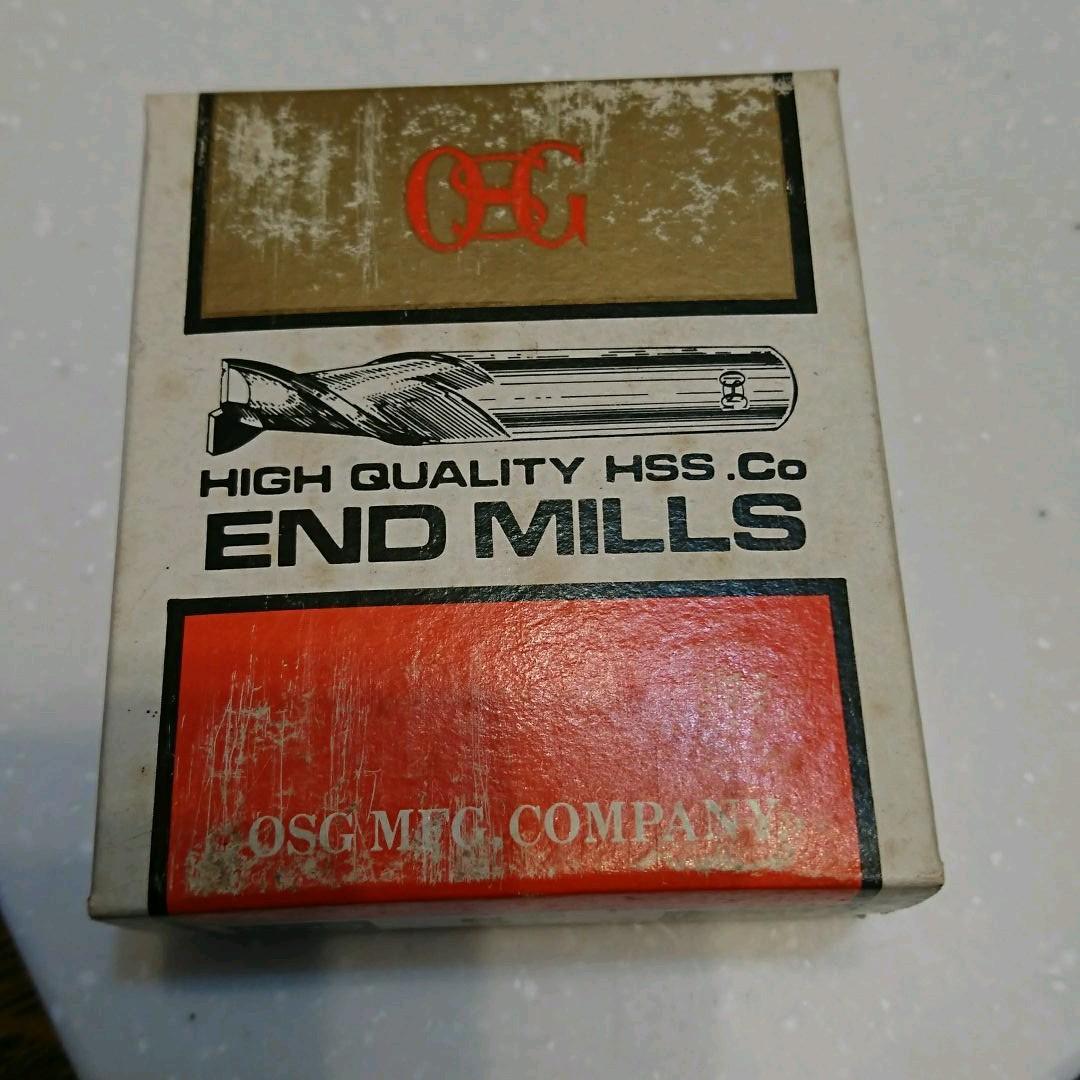 OSG
HIGH QUALITY HSS.Co
END MILLS
OSG MFG. COMPANY